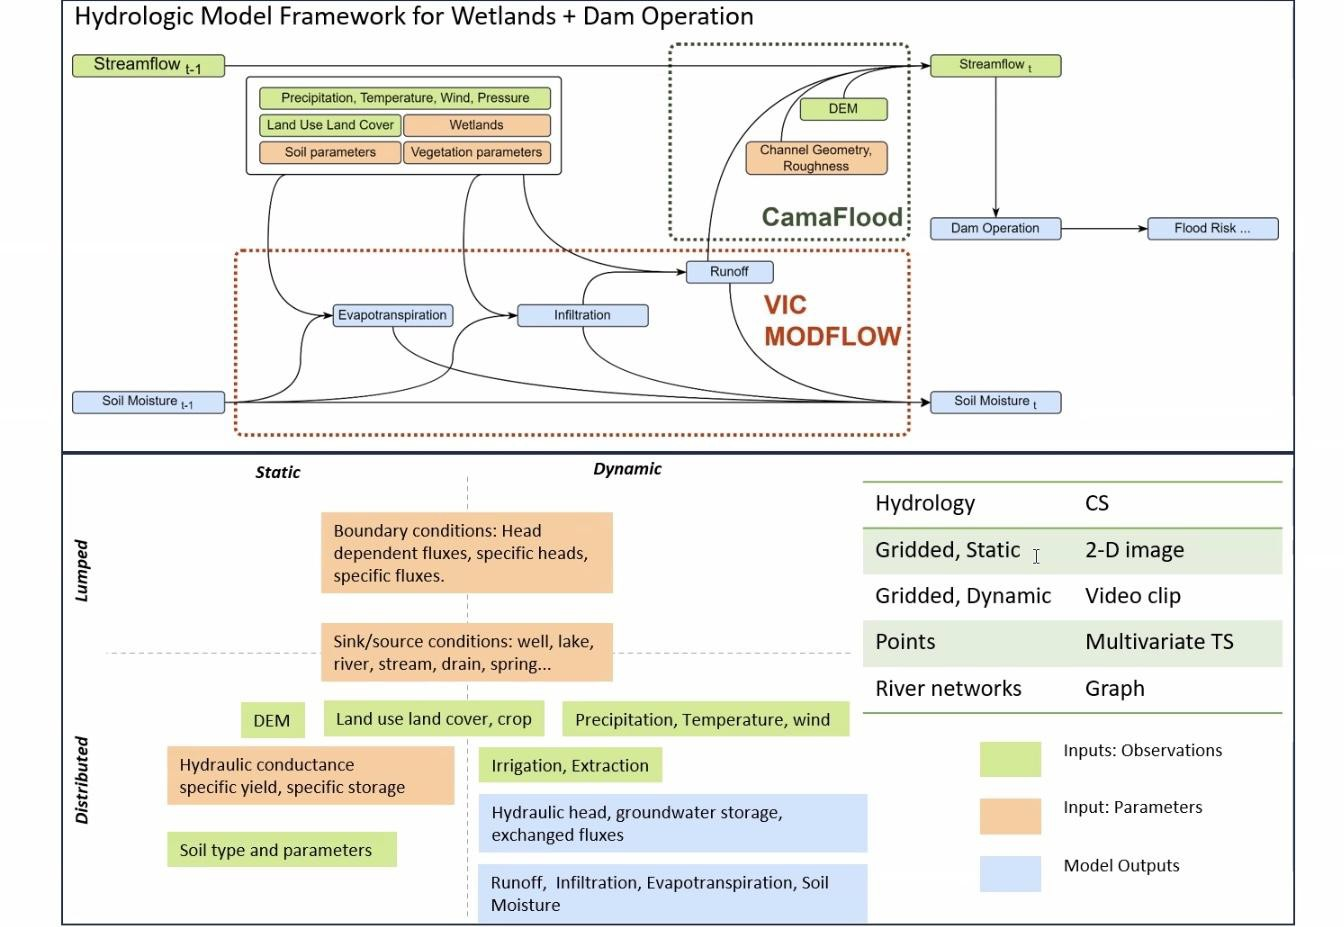 Hydrologic Model Framework for Wetlands + Dam Operation
Streamflow t-1
Streamflow t
Precipitation, Temperature, Wind, Pressure
Land Use Land Cover
Wetlands
Soil parameters
Vegetation parameters
DEM
Channel Geometry,
Roughness
CamaFlood
Dam Operation
Flood Risk ...
Runoff
VIC
MODFLOW
Evapotranspiration
Infiltration
Soil Moisture t-1
Soil Moisture t
Static
Dynamic
Lumped
Boundary conditions: Head
dependent fluxes, specific heads,
specific fluxes.
Sink/source conditions: well, lake,
river, stream, drain, spring...
Distributed
DEM
Land use land cover, crop
Precipitation, Temperature, wind
Hydraulic conductance
specific yield, specific storage
Irrigation, Extraction
Hydraulic head, groundwater storage,
exchanged fluxes
Soil type and parameters
Runoff, Infiltration, Evapotranspiration, Soil
Moisture
Hydrology CS
Gridded, Static 2-D image
Gridded, Dynamic Video clip
Points Multivariate TS
River networks Graph
Inputs: Observations
Input: Parameters
Model Outputs